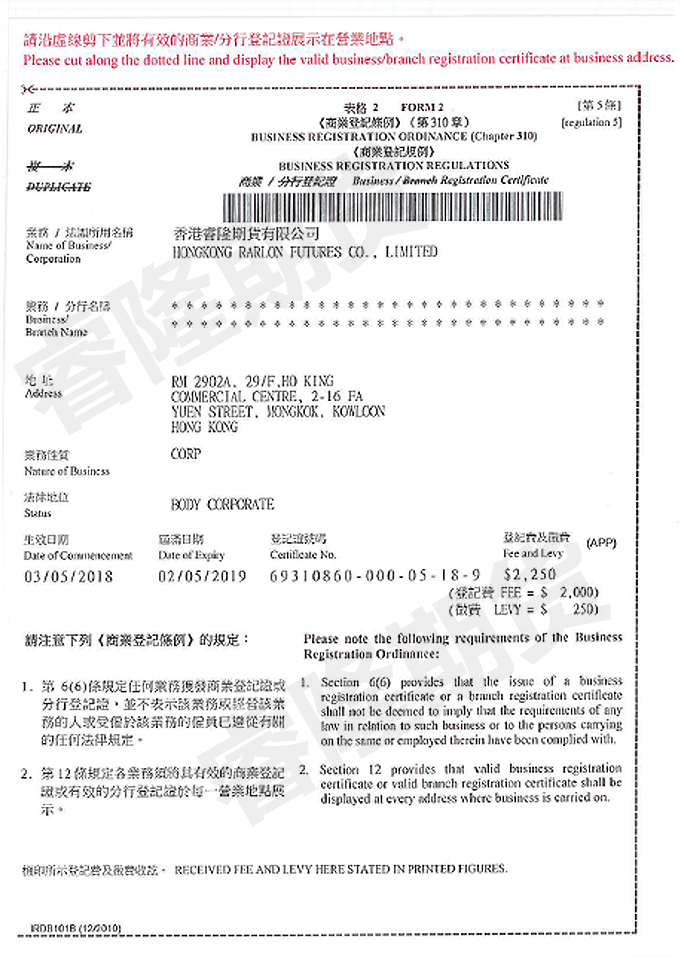 請沿虛線剪下並將有效的商業/分行登記證展示在營業地點。
Please cut along the dotted line and display the valid business/branch registration certificate at business address.
正 本
ORIGINAL
表格 2 FORM 2
[第 5 條]
[regulation 5]
《商業登記條例》(第 310 章)
BUSINESS REGISTRATION ORDINANCE (Chapter 310)
《商業登記規例》
BUSINESS REGISTRATION REGULATIONS
複 本
DUPLICATE
商業 / 分行登記證 Business / Branch Registration Certificate
業務 / 法團所用名稱
Name of Business/
Corporation
香港睿隆期貨有限公司
HONGKONG RARLON FUTURES CO., LIMITED
業務 / 分行名稱
Business/
Branch Name
* * * * * * * * * * * * * * * * * * * * * * * * * *
* * * * * * * * * * * * * * * * * * * * * * * * * *
地 址
Address
RM 2902A, 29/F,HO KING
COMMERCIAL CENTRE, 2-16 FA
YUEN STREET, MONGKOK, KOWLOON
HONG KONG
業務性質
Nature of Business
CORP
法律地位
Status
BODY CORPORATE
生效日期 屆滿日期 登記證號碼 登記費及徵費 (APP)
Date of Commencement Date of Expiry Certificate No. Fee and Levy
03/05/2018 02/05/2019 69310860-000-05-18-9 $2,250
(登記費 FEE = $ 2,000)
(徵費 LEVY = $ 250)
請注意下列《商業登記條例》的規定：
1. 第 6(6)條規定任何業務獲發商業登記證或
分行登記證，並不表示該業務或經營該業
務的人或受僱於該業務的僱員已遵從有關
的任何法律規定。
2. 第 12 條規定各業務須將其有效的商業登記
證或有效的分行登記證於每一營業地點展
示。
Please note the following requirements of the Business
Registration Ordinance:
1. Section 6(6) provides that the issue of a business
registration certificate or a branch registration certificate
shall not be deemed to imply that the requirements of any
law in relation to such business or to the persons carrying
on the same or employed therein have been complied with.
2. Section 12 provides that valid business registration
certificate or valid branch registration certificate shall be
displayed at every address where business is carried on.
機印所示登記費及徵費收訖。 RECEIVED FEE AND LEVY HERE STATED IN PRINTED FIGURES.
IRDB101B (12/2010)
睿隆期货
睿隆期货